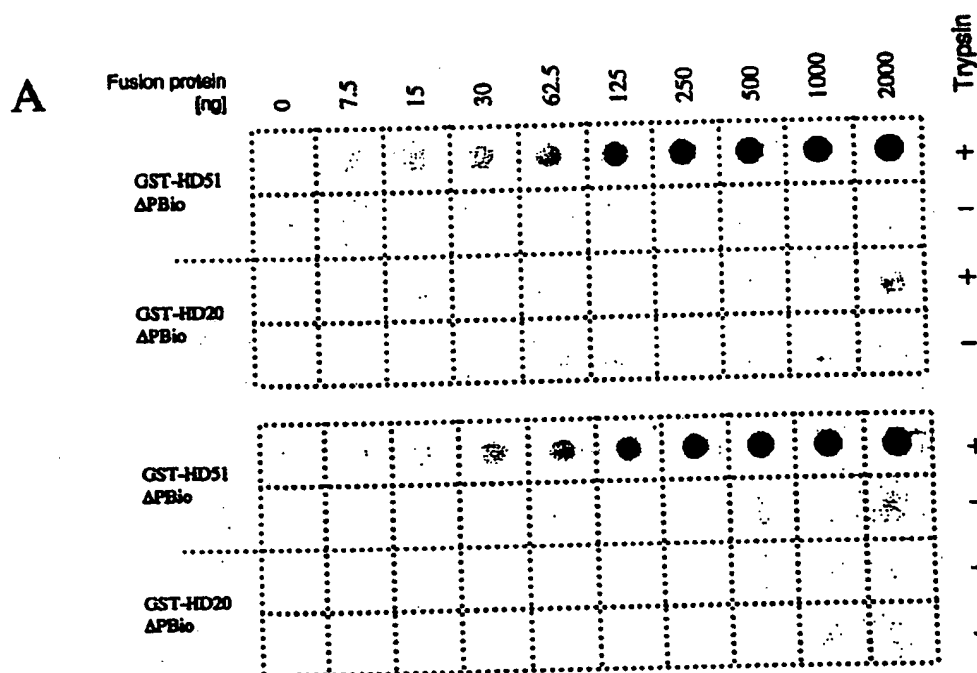 A
Fusion protein
[ng]
0 7.5 15 30 62.5 125 250 500 1000 2000 Trypsin
GST-HD51
ΔPBio
+
-
GST-HD20
ΔPBio
+
-
GST-HD51
ΔPBio
+
-
GST-HD20
ΔPBio
-
-